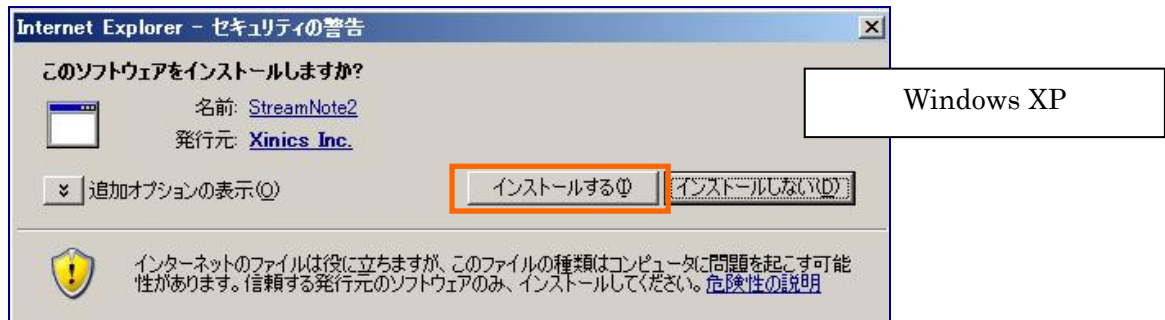 Internet Explorer - セキュリティの警告
このソフトウェアをインストールしますか?
名前: StreamNote2
発行元: Xinics Inc.
Windows XP
追加オプションの表示(O)
インストールする(I)
インストールしない(D)
インターネットのファイルは役に立ちますが、このファイルの種類はコンピュータに問題を起こす可能
性があります。信頼する発行元のソフトウェアのみ、インストールしてください。危険性の説明